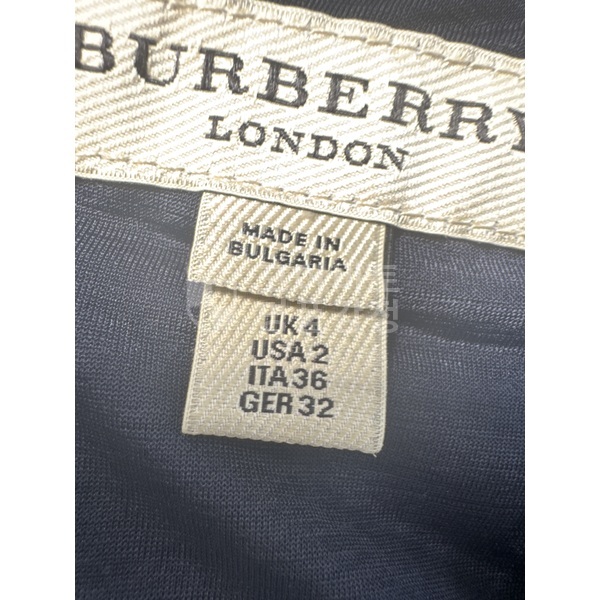 BURBERRY
LONDON
MADE IN
BULGARIA
UK 4
USA 2
ITA 36
GER 32